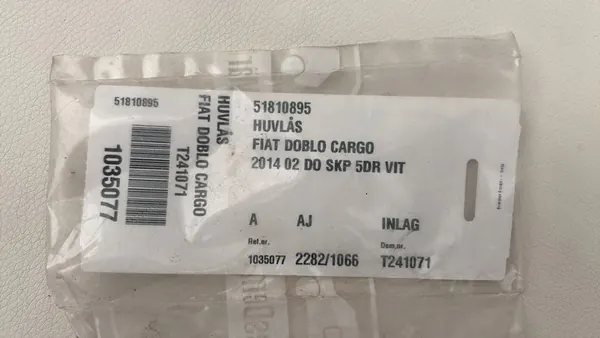 51810895
1035077
HUVLÅS
FIAT DOBLO CARGO
T241071
51810895
HUVLÅS
FIAT DOBLO CARGO
2014 02 DO SKP 5DR VIT
A AJ INLAG
Ref.nr. Dem.nr.
1035077 2282/1066 T241071